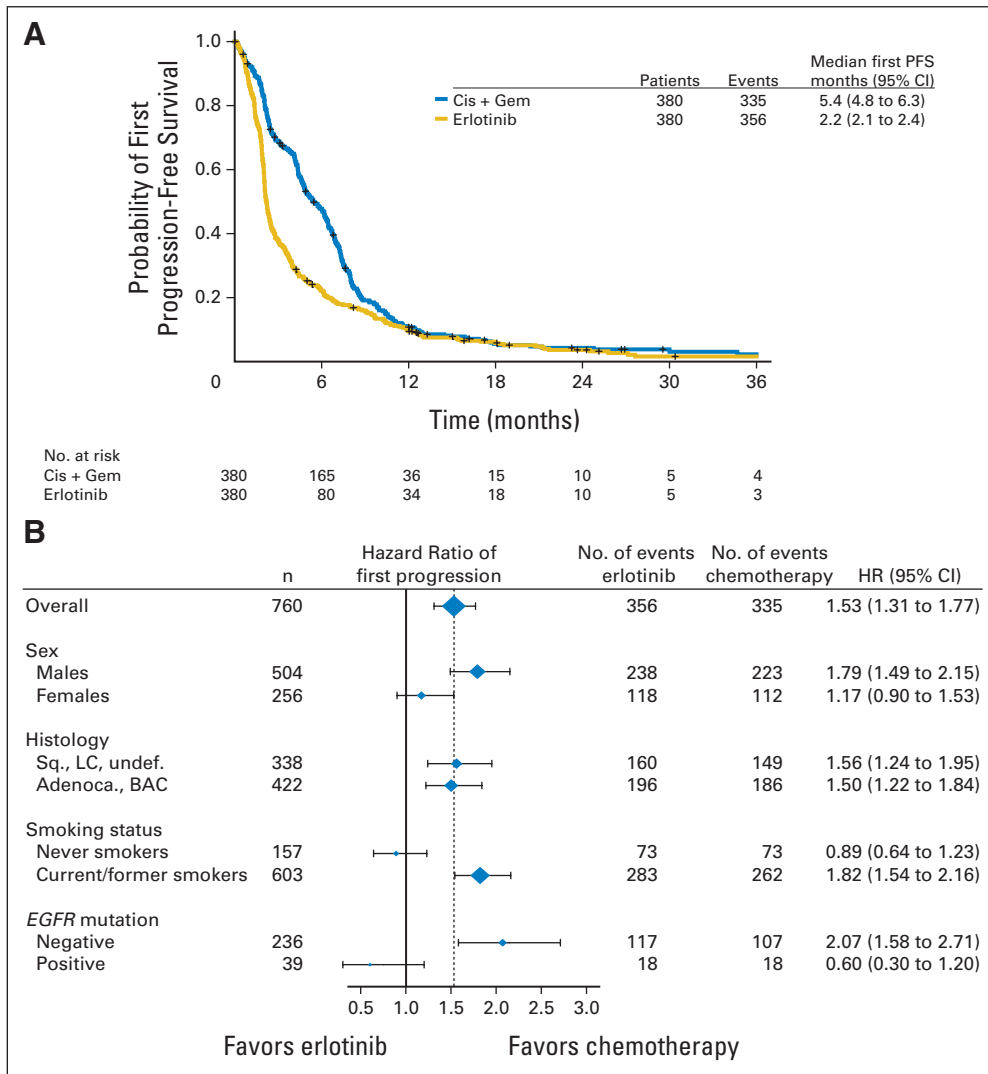 A
Probability of First
Progression-Free Survival
1.0
0.8
0.6
0.4
0.2
Patients Events Median first PFS months (95% CI)
Cis + Gem 380 335 5.4 (4.8 to 6.3)
Erlotinib 380 356 2.2 (2.1 to 2.4)
0 6 12 18 24 30 36
Time (months)
No. at risk
Cis + Gem 380 165 36 15 10 5 4
Erlotinib 380 80 34 18 10 5 3
B
Hazard Ratio of No. of events No. of events
n first progression erlotinib chemotherapy HR (95% CI)
Overall 760 356 335 1.53 (1.31 to 1.77)
Sex
Males 504 238 223 1.79 (1.49 to 2.15)
Females 256 118 112 1.17 (0.90 to 1.53)
Histology
Sq., LC, undef. 338 160 149 1.56 (1.24 to 1.95)
Adenoca., BAC 422 196 186 1.50 (1.22 to 1.84)
Smoking status
Never smokers 157 73 73 0.89 (0.64 to 1.23)
Current/former smokers 603 283 262 1.82 (1.54 to 2.16)
EGFR mutation
Negative 236 117 107 2.07 (1.58 to 2.71)
Positive 39 18 18 0.60 (0.30 to 1.20)
0.5 1.0 1.5 2.0 2.5 3.0
Favors erlotinib Favors chemotherapy